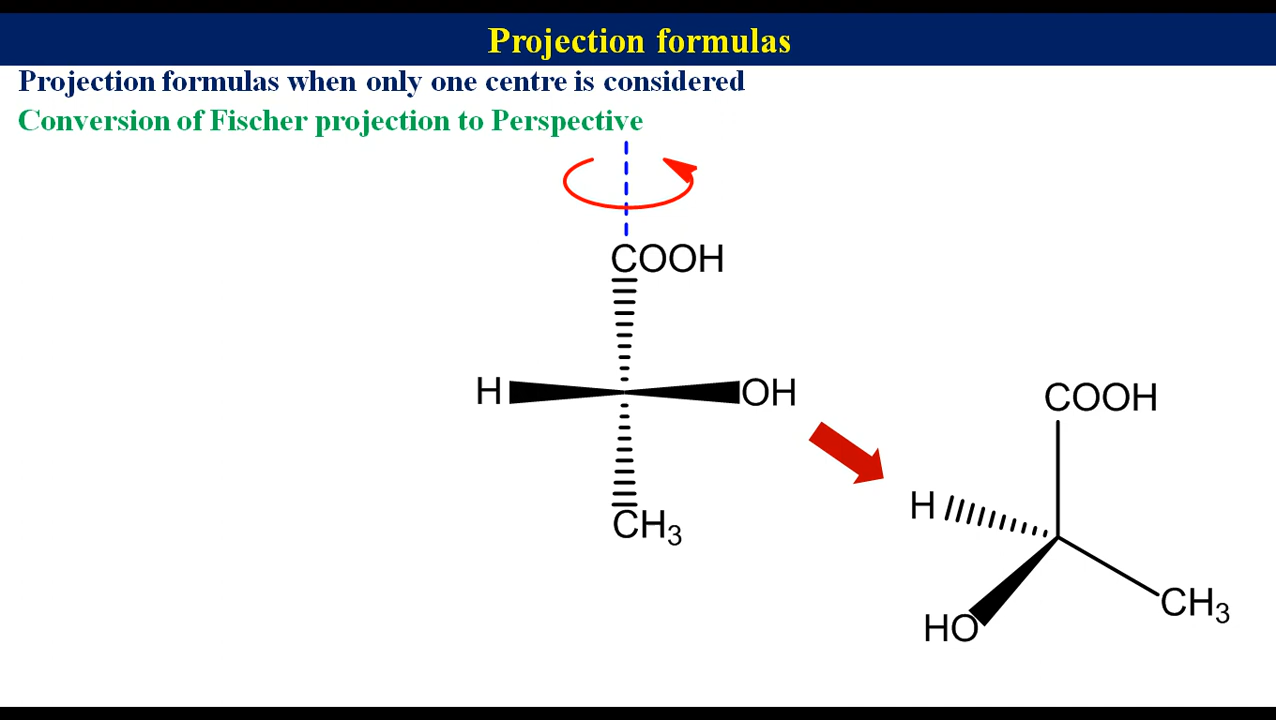 Projection formulas
Projection formulas when only one centre is considered
Conversion of Fischer projection to Perspective
COOH
H OH
CH₃
COOH
H
CH₃
HO